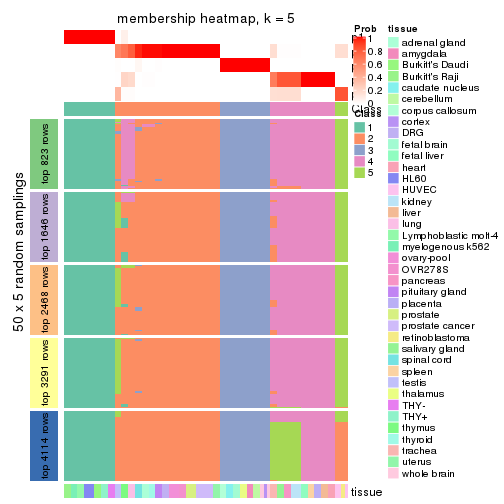 membership heatmap, k = 5
50 x 5 random samplings
top 823 rows
top 1646 rows
top 2468 rows
top 3291 rows
top 4114 rows
Class
tissue
Prob
1
0.8
0.6
0.4
0.2
0
Class
1
2
3
4
5
tissue
adrenal gland
amygdala
Burkitt's Daudi
Burkitt's Raji
caudate nucleus
cerebellum
corpus callosum
cortex
DRG
fetal brain
fetal liver
heart
HL60
HUVEC
kidney
liver
lung
Lymphoblastic molt-4
myelogenous k562
ovary-pool
OVR278S
pancreas
pituitary gland
placenta
prostate
prostate cancer
retinoblastoma
salivary gland
spinal cord
spleen
testis
thalamus
THY-
THY+
thymus
thyroid
trachea
uterus
whole brain